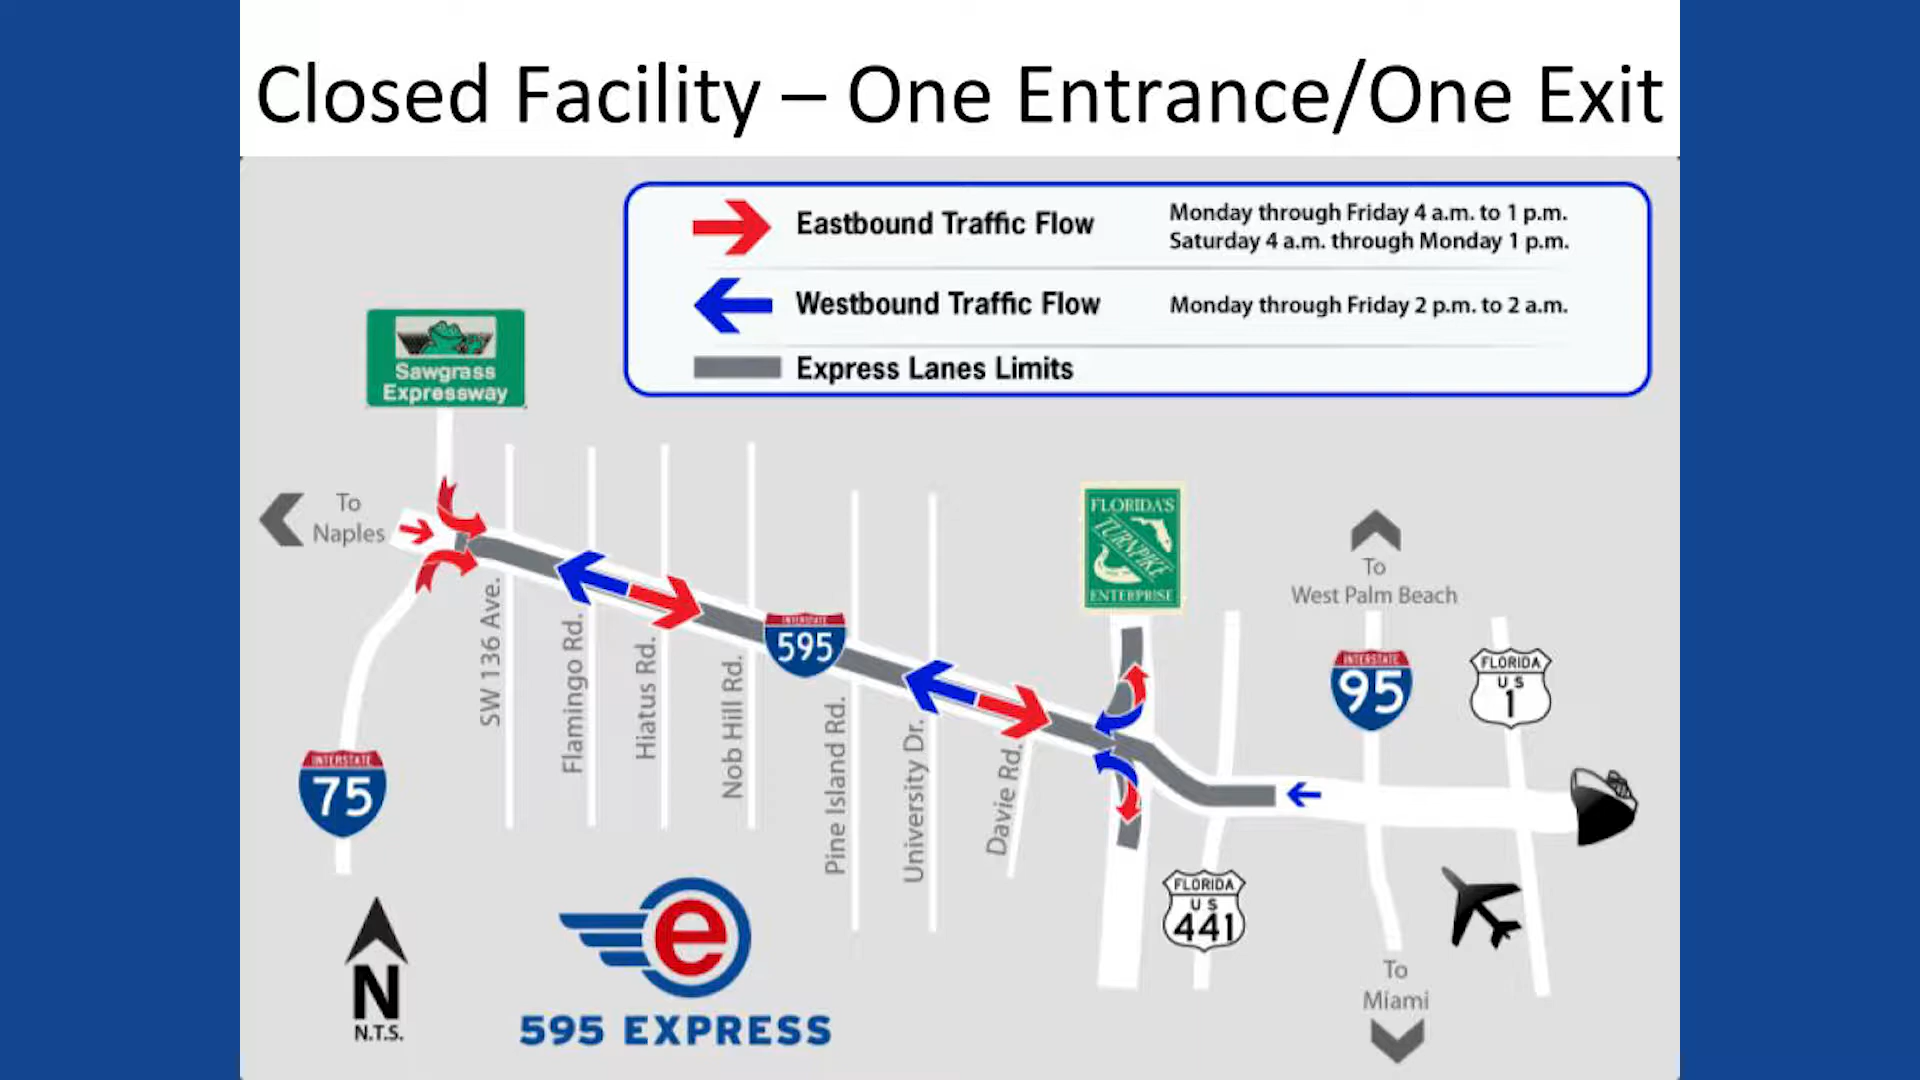 Closed Facility – One Entrance/One Exit
Eastbound Traffic Flow
Monday through Friday 4 a.m. to 1 p.m.
Saturday 4 a.m. through Monday 1 p.m.
Westbound Traffic Flow
Monday through Friday 2 p.m. to 2 a.m.
Express Lanes Limits
Sawgrass
Expressway
To
Naples
SW 136 Ave.
Flamingo Rd.
Hiatus Rd.
Nob Hill Rd.
INTERSTATE
595
Pine Island Rd.
University Dr.
Davie Rd.
FLORIDA'S
TURNPIKE
ENTERPRISE
To
West Palm Beach
INTERSTATE
95
FLORIDA
US
1
INTERSTATE
75
FLORIDA
US
441
To
Miami
N
N.T.S.
e
595 EXPRESS